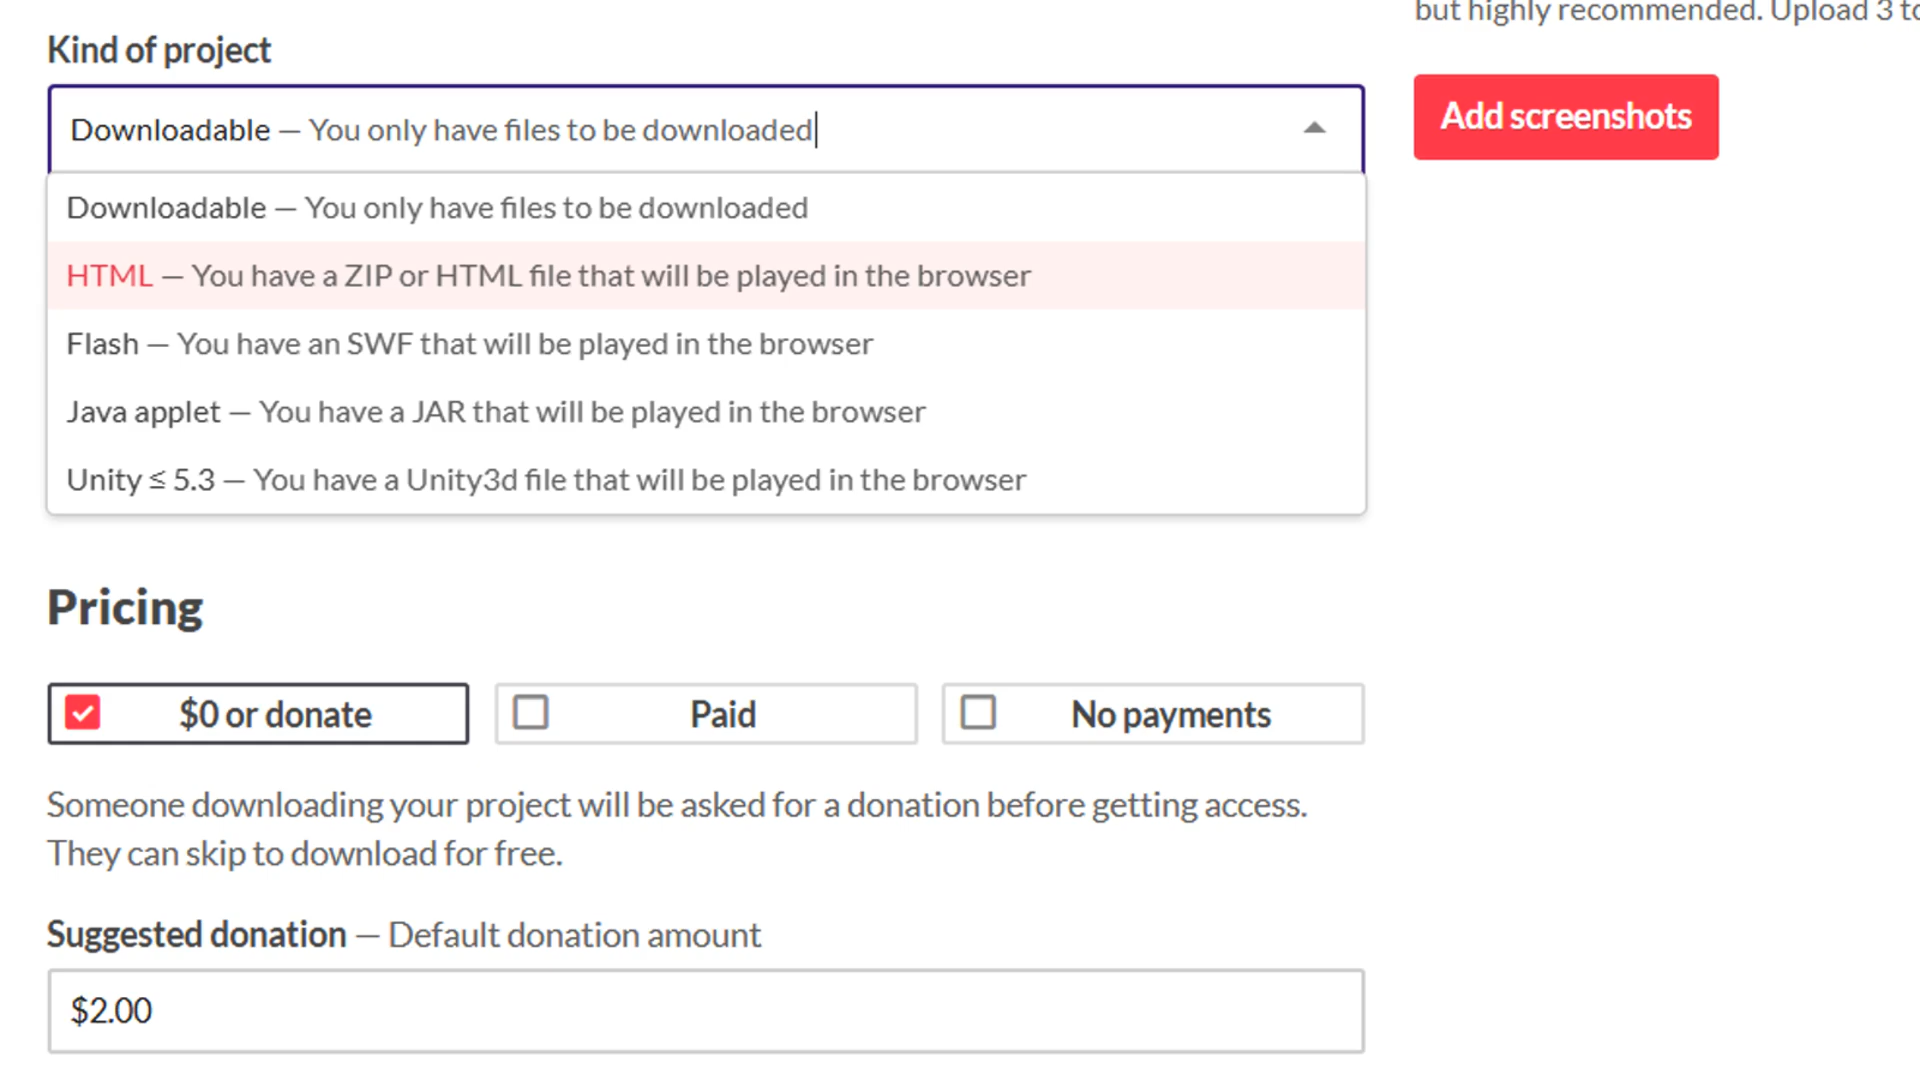 but highly recommended. Upload 3 to
Kind of project
Downloadable — You only have files to be downloaded
Add screenshots
Downloadable — You only have files to be downloaded
HTML — You have a ZIP or HTML file that will be played in the browser
Flash — You have an SWF that will be played in the browser
Java applet — You have a JAR that will be played in the browser
Unity ≤ 5.3 — You have a Unity3d file that will be played in the browser
Pricing
$0 or donate
Paid
No payments
Someone downloading your project will be asked for a donation before getting access.
They can skip to download for free.
Suggested donation — Default donation amount
$2.00